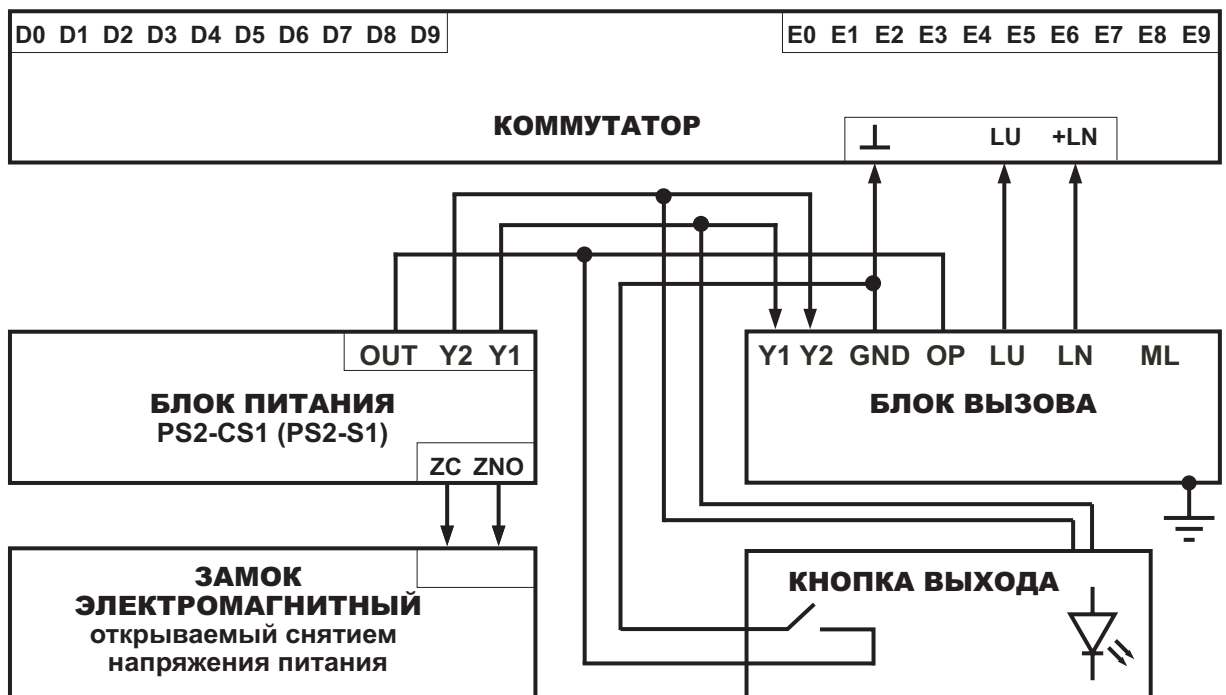 D0 D1 D2 D3 D4 D5 D6 D7 D8 D9
E0 E1 E2 E3 E4 E5 E6 E7 E8 E9
КОММУТАТОР
⊥ LU +LN
OUT Y2 Y1
БЛОК ПИТАНИЯ
PS2-CS1 (PS2-S1)
ZC ZNO
Y1 Y2 GND OP LU LN ML
БЛОК ВЫЗОВА
ЗАМОК
ЭЛЕКТРОМАГНИТНЫЙ
открываемый снятием
напряжения питания
КНОПКА ВЫХОДА